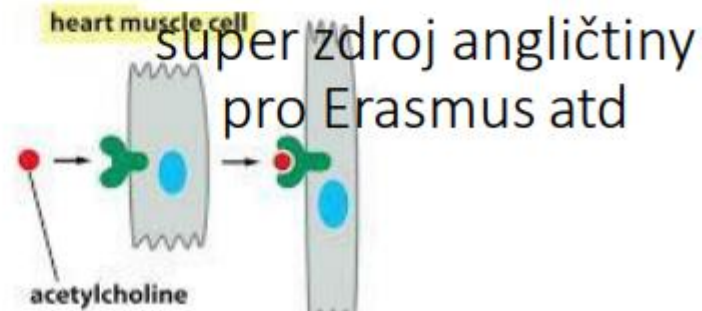 heart muscle cell
super zdroj angličtiny
pro Erasmus atd
acetylcholine